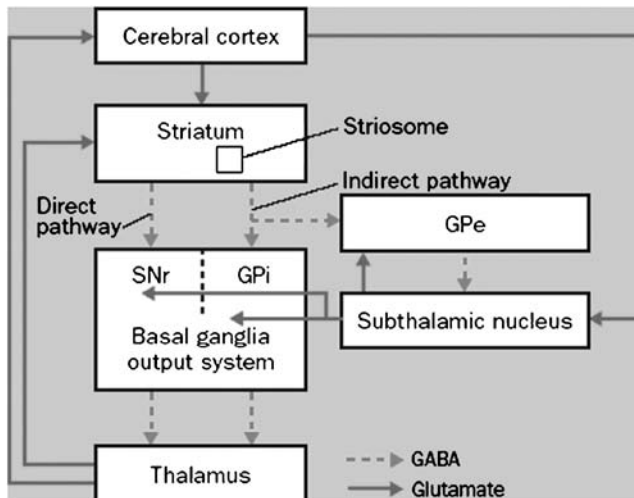 Cerebral cortex
Striatum
Striosome
Direct
pathway
Indirect pathway
GPe
SNr
GPi
Basal ganglia
output system
Subthalamic nucleus
Thalamus
GABA
Glutamate